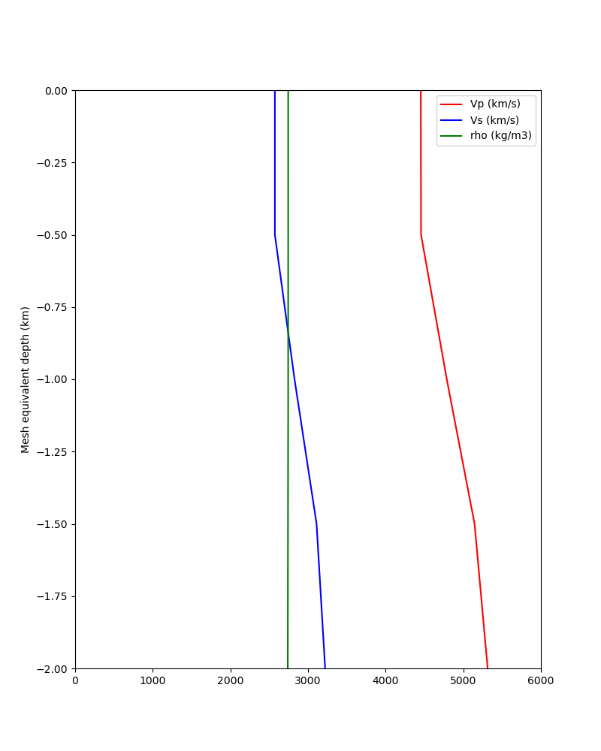 0.00
−0.25
−0.50
−0.75
−1.00
−1.25
−1.50
−1.75
−2.00
Mesh equivalent depth (km)
Vp (km/s)
Vs (km/s)
rho (kg/m3)
0 1000 2000 3000 4000 5000 6000